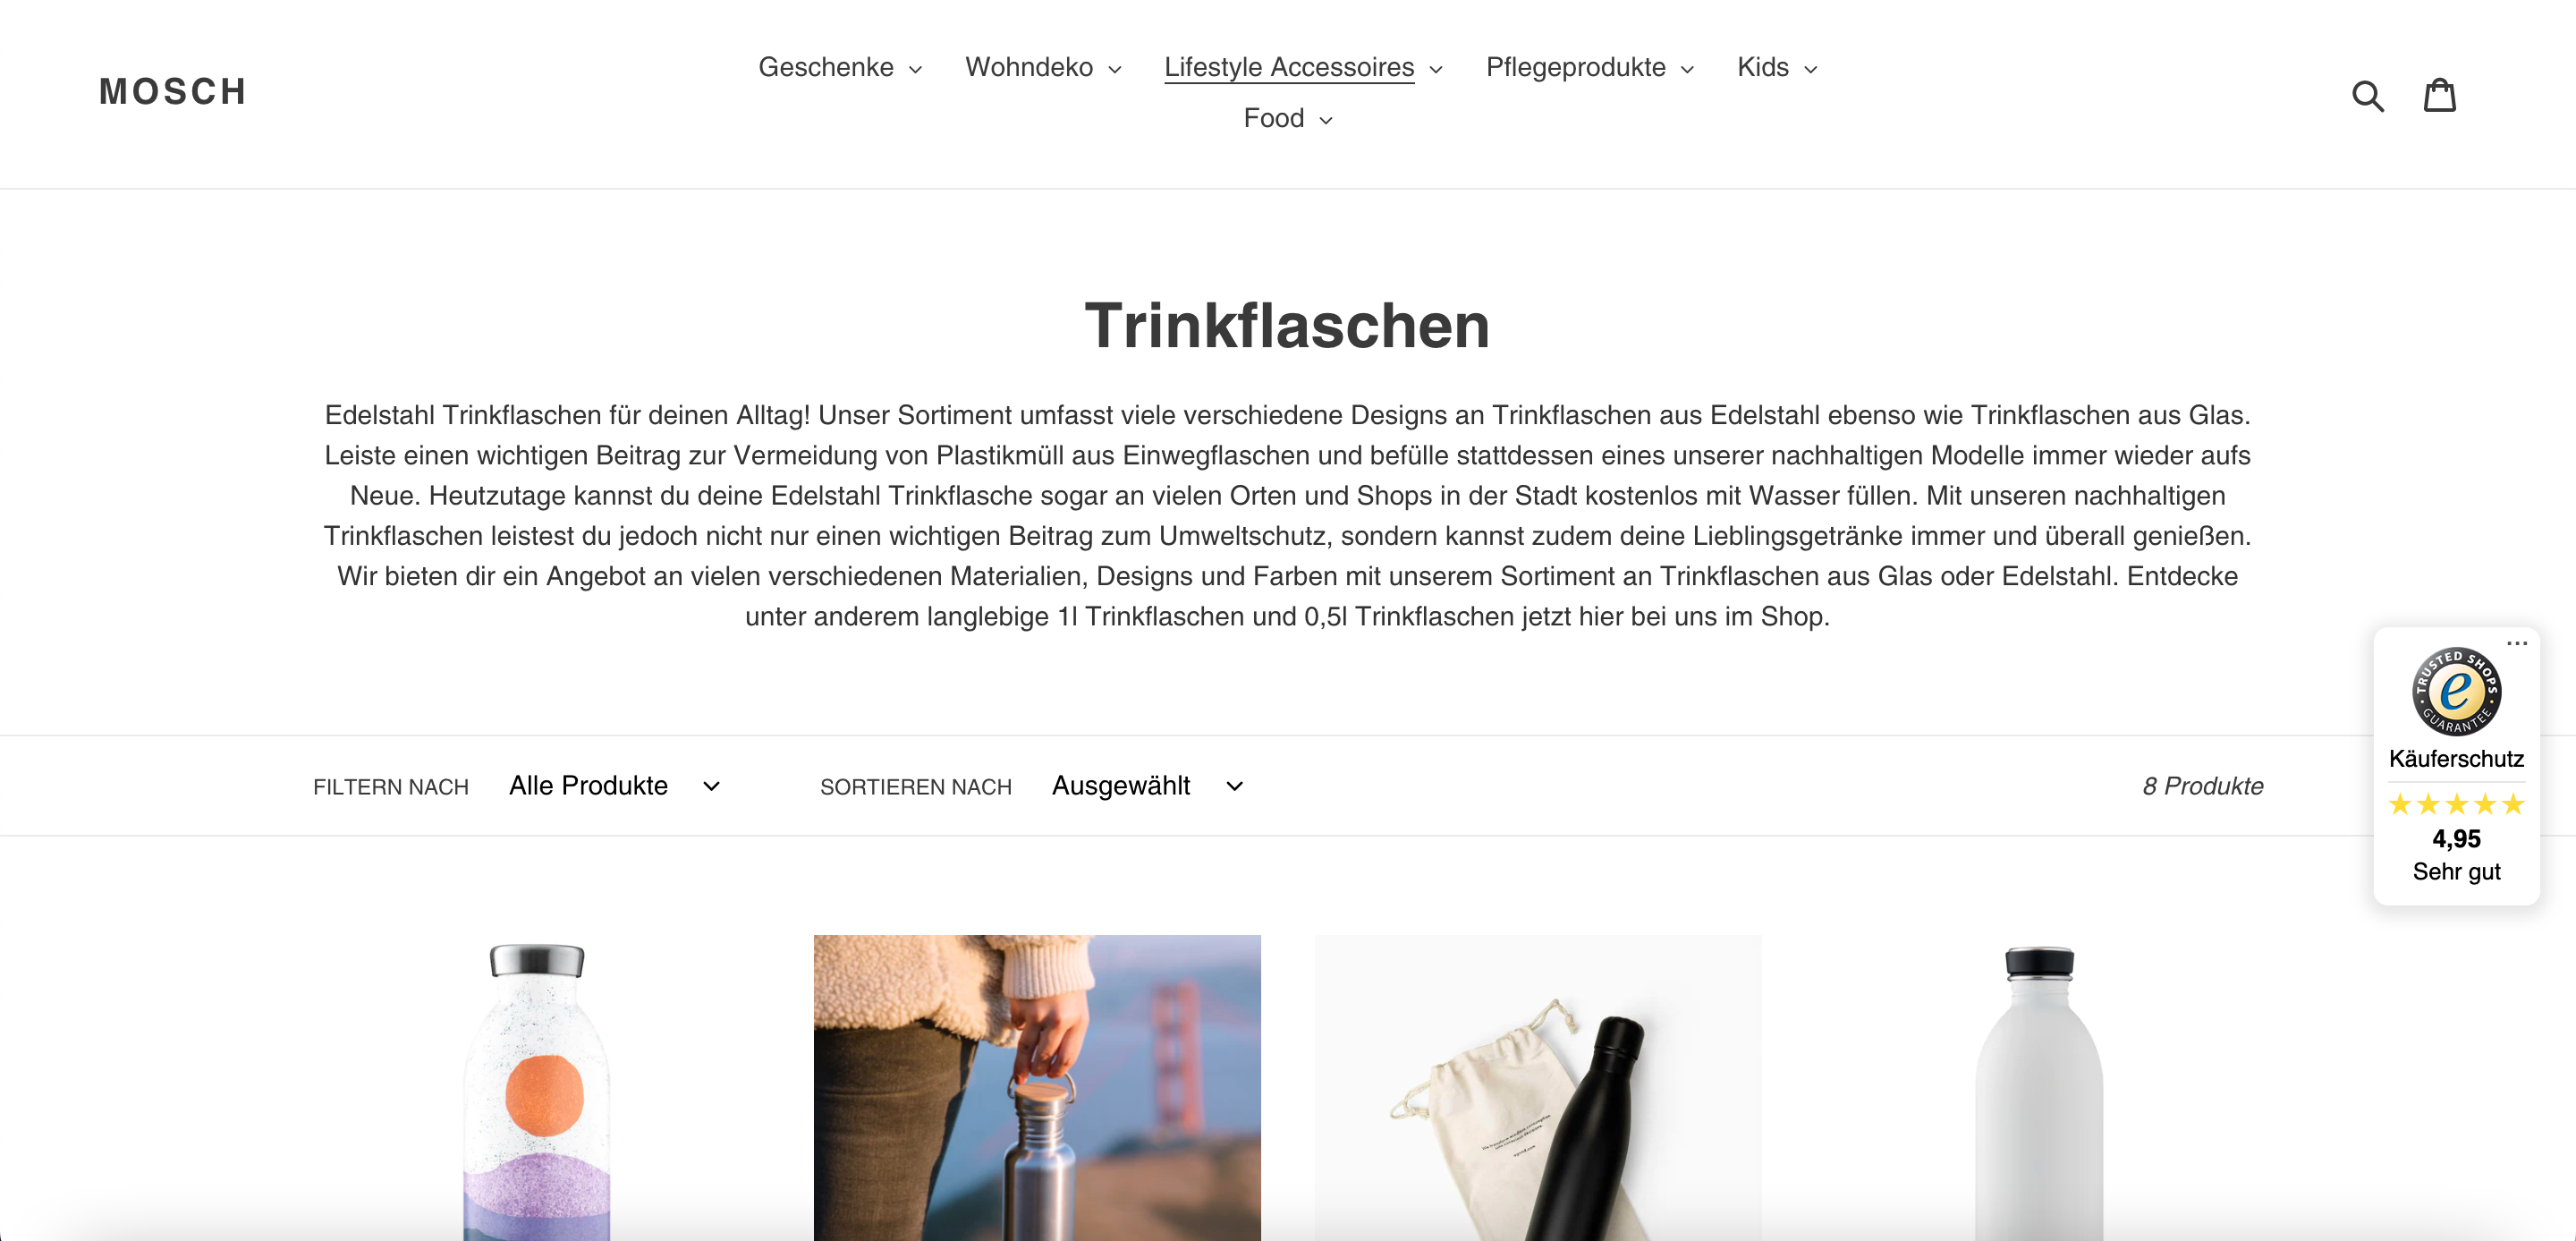 MOSCH
Geschenke
Wohndeko
Lifestyle Accessoires
Pflegeprodukte
Kids
Food
Trinkflaschen
Edelstahl Trinkflaschen für deinen Alltag! Unser Sortiment umfasst viele verschiedene Designs an Trinkflaschen aus Edelstahl ebenso wie Trinkflaschen aus Glas.
Leiste einen wichtigen Beitrag zur Vermeidung von Plastikmüll aus Einwegflaschen und befülle stattdessen eines unserer nachhaltigen Modelle immer wieder aufs
Neue. Heutzutage kannst du deine Edelstahl Trinkflasche sogar an vielen Orten und Shops in der Stadt kostenlos mit Wasser füllen. Mit unseren nachhaltigen
Trinkflaschen leistest du jedoch nicht nur einen wichtigen Beitrag zum Umweltschutz, sondern kannst zudem deine Lieblingsgetränke immer und überall genießen.
Wir bieten dir ein Angebot an vielen verschiedenen Materialien, Designs und Farben mit unserem Sortiment an Trinkflaschen aus Glas oder Edelstahl. Entdecke
unter anderem langlebige 1l Trinkflaschen und 0,5l Trinkflaschen jetzt hier bei uns im Shop.
FILTERN NACH Alle Produkte
SORTIEREN NACH Ausgewählt
8 Produkte
TRUSTED SHOPS
e
GUARANTEE
Käuferschutz
4,95
Sehr gut